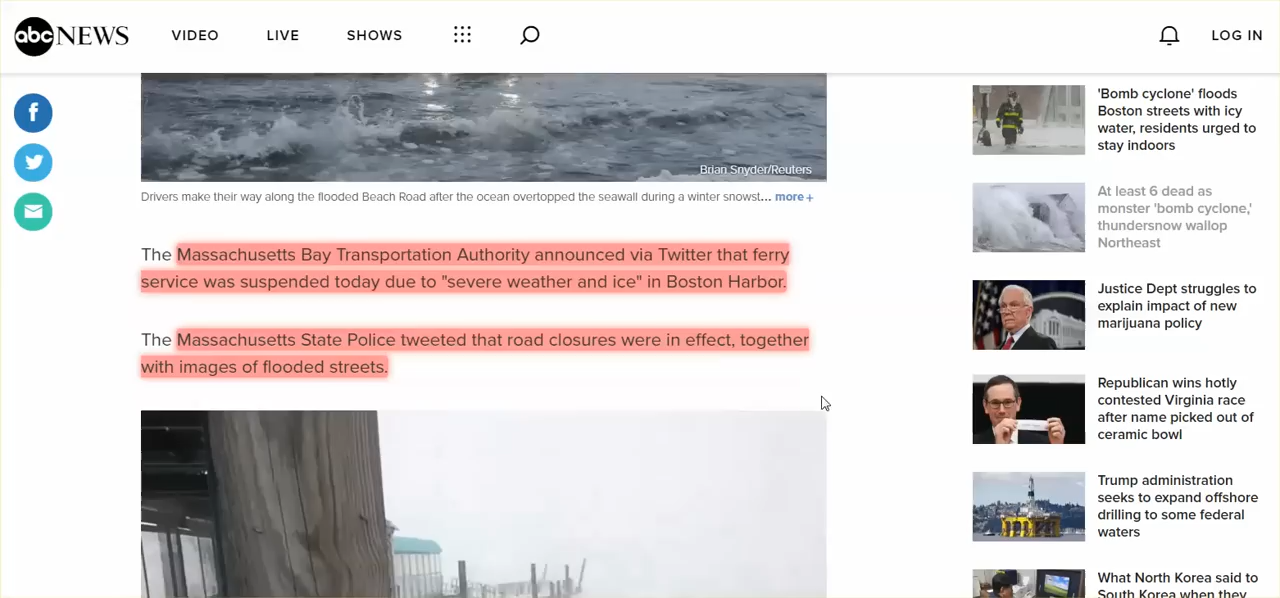 abc NEWS
VIDEO
LIVE
SHOWS
LOG IN
Brian Snyder/Reuters
Drivers make their way along the flooded Beach Road after the ocean overtopped the seawall during a winter snowst... more +
The Massachusetts Bay Transportation Authority announced via Twitter that ferry
service was suspended today due to "severe weather and ice" in Boston Harbor.
The Massachusetts State Police tweeted that road closures were in effect, together
with images of flooded streets.
'Bomb cyclone' floods
Boston streets with icy
water, residents urged to
stay indoors
At least 6 dead as
monster 'bomb cyclone,'
thundersnow wallop
Northeast
Justice Dept struggles to
explain impact of new
marijuana policy
Republican wins hotly
contested Virginia race
after name picked out of
ceramic bowl
Trump administration
seeks to expand offshore
drilling to some federal
waters
What North Korea said to
South Korea when they